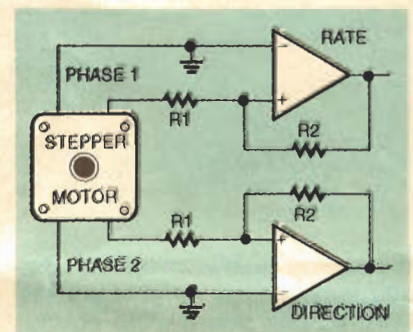 RATE
PHASE 1
−
+
R1
R2
STEPPER
MOTOR
R2
R1
+
PHASE 2
−
DIRECTION